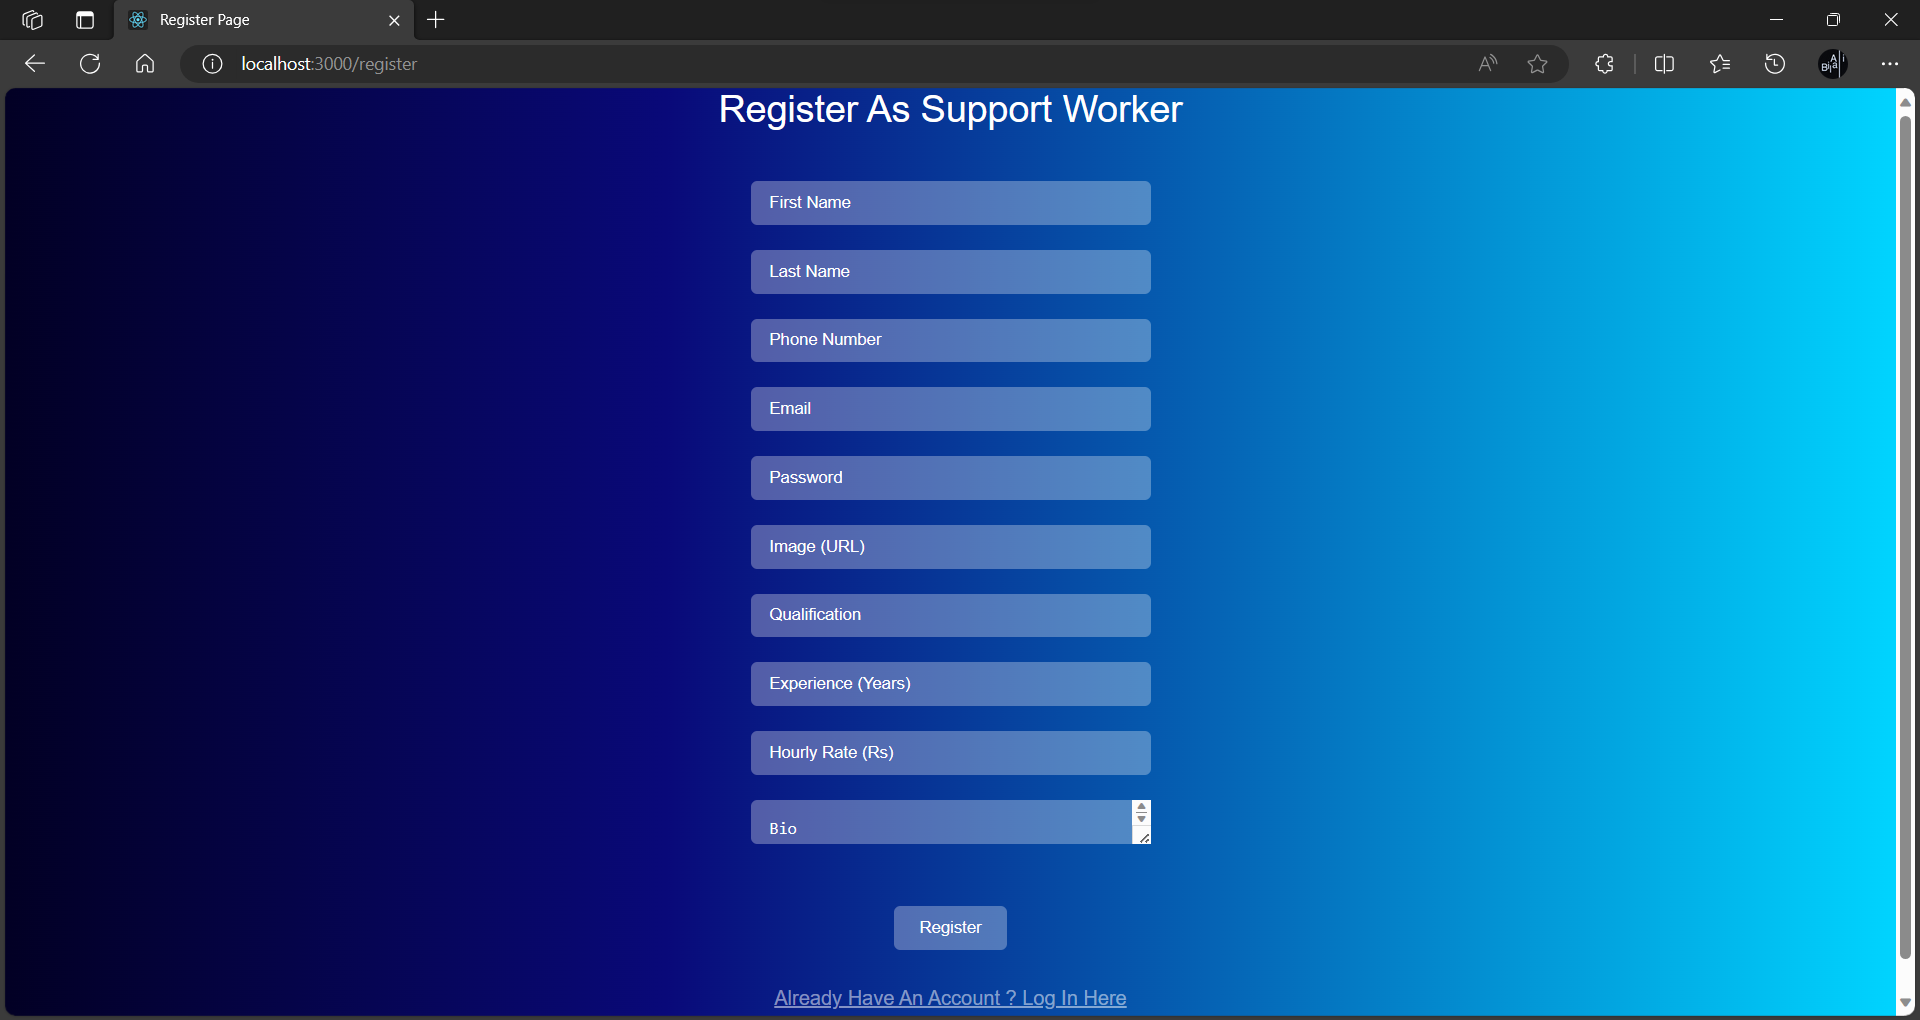 Register Page
localhost:3000/register
Register As Support Worker
First Name
Last Name
Phone Number
Email
Password
Image (URL)
Qualification
Experience (Years)
Hourly Rate (Rs)
Bio
Register
Already Have An Account ? Log In Here